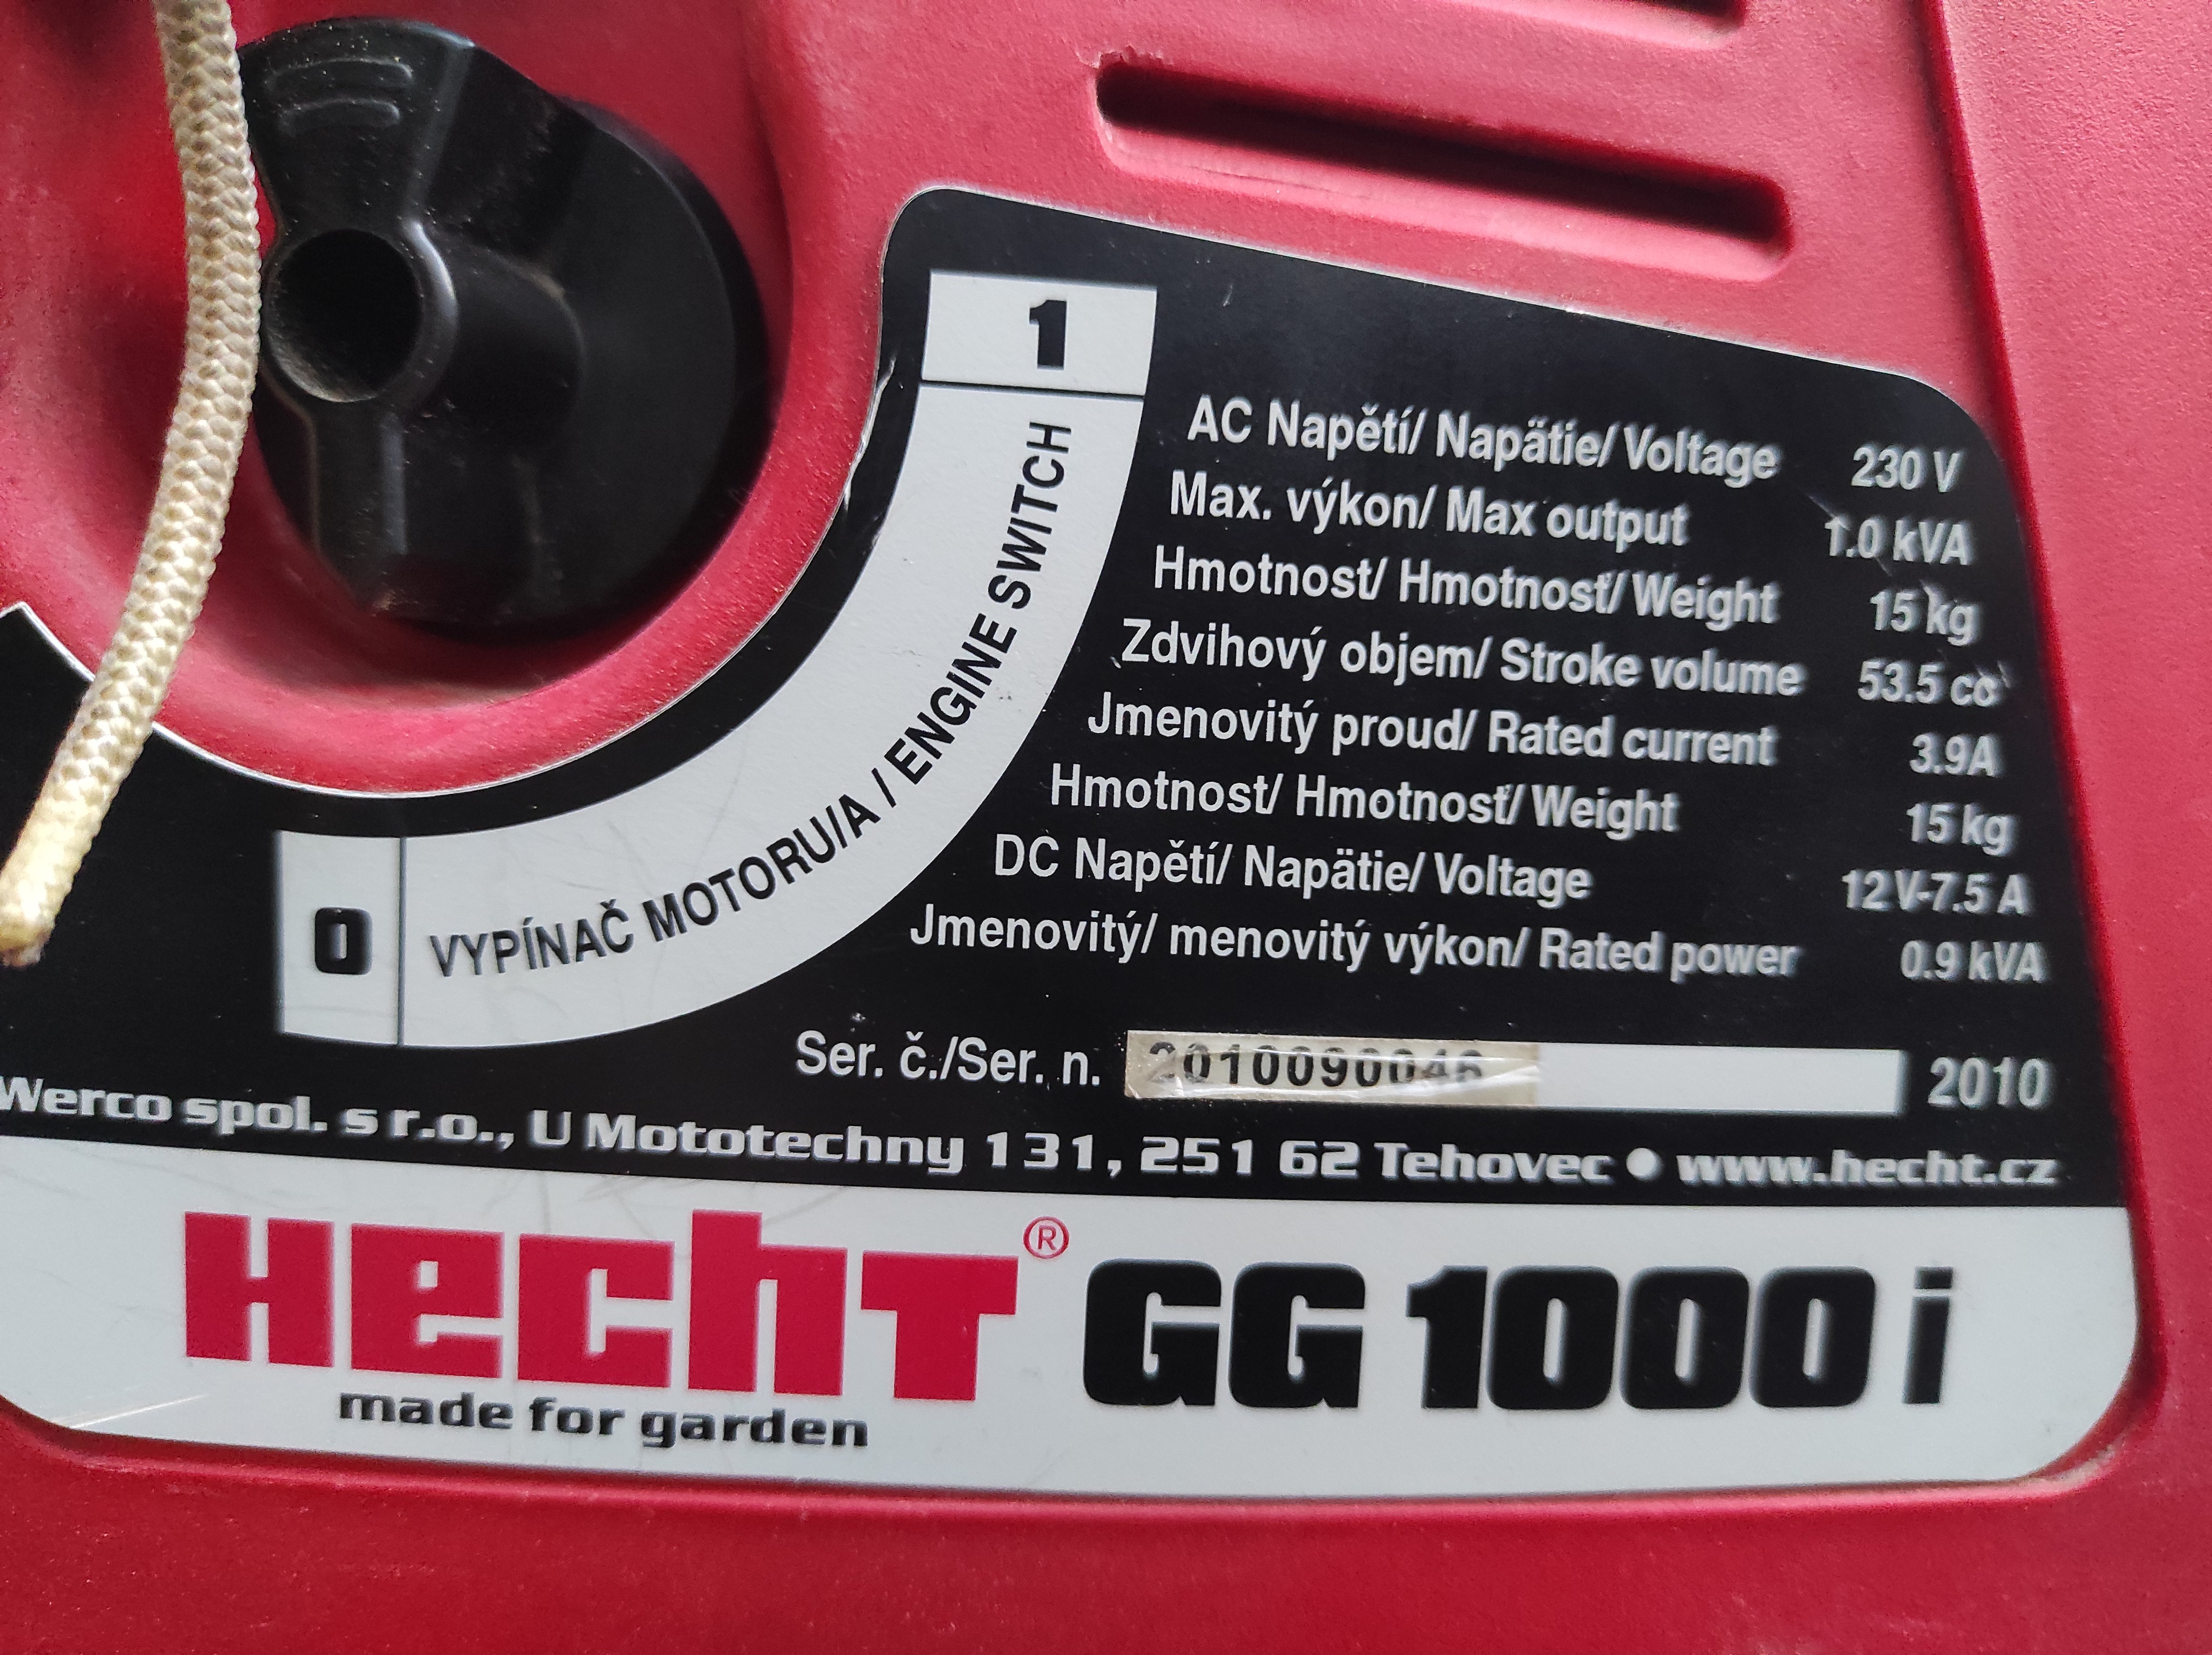 1
VYPÍNAČ MOTORU/A / ENGINE SWITCH
0
AC Napětí/ Napätie/ Voltage 230 V
Max. výkon/ Max output 1.0 kVA
Hmotnost/ Hmotnosť/ Weight 15 kg
Zdvihový objem/ Stroke volume 53.5 cc
Jmenovitý proud/ Rated current 3.9A
Hmotnost/ Hmotnosť/ Weight 15 kg
DC Napětí/ Napätie/ Voltage 12 V-7.5 A
Jmenovitý/ menovitý výkon/ Rated power 0.9 kVA
Ser. č./Ser. n. 2010090046 2010
Werco spol. s r.o., U Mototechny 131, 251 62 Tehovec • www.hecht.cz
HECHT® GG 1000 i
made for garden